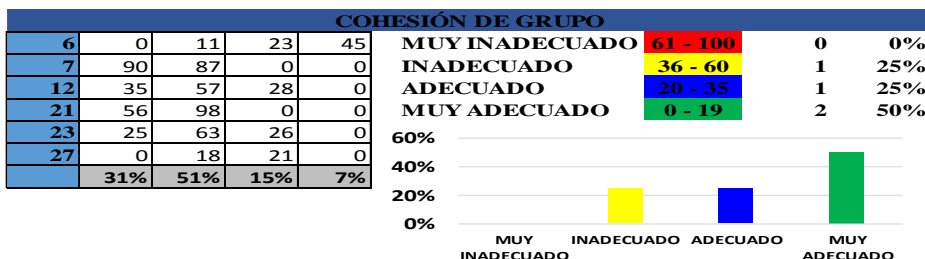 COHESIÓN DE GRUPO
6 0 11 23 45
7 90 87 0 0
12 35 57 28 0
21 56 98 0 0
23 25 63 26 0
27 0 18 21 0
31% 51% 15% 7%
MUY INADECUADO 61 - 100 0 0%
INADECUADO 36 - 60 1 25%
ADECUADO 20 - 35 1 25%
MUY ADECUADO 0 - 19 2 50%
60%
40%
20%
0%
MUY INADECUADO
INADECUADO
ADECUADO
MUY ADECUADO